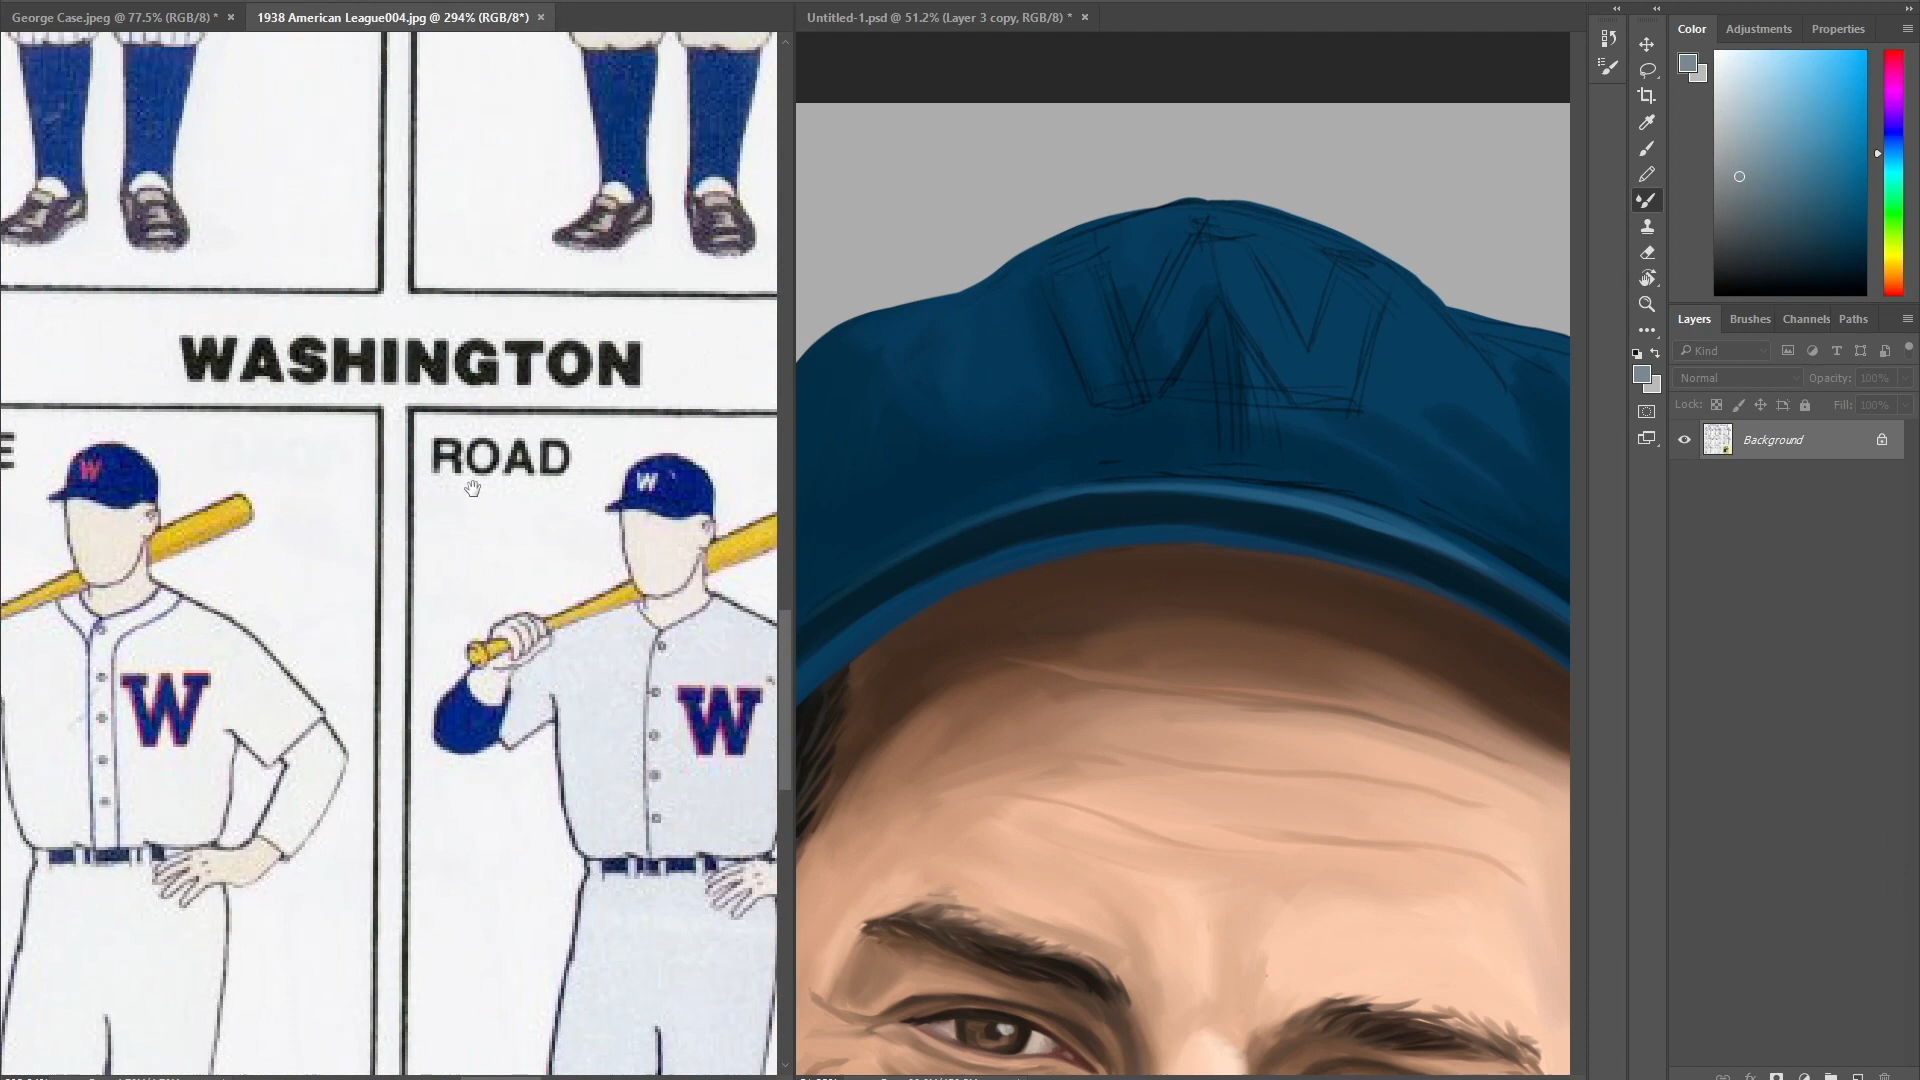 George Case.jpeg @ 77.5% (RGB/8) * ×
1938 American League004.jpg @ 294% (RGB/8*) ×
Untitled-1.psd @ 51.2% (Layer 3 copy, RGB/8) * ×
WASHINGTON
E
ROAD
W
W
W
W
W
Color
Adjustments
Properties
Layers
Brushes
Channels
Paths
Kind
Normal
Opacity: 100%
Lock:
Fill: 100%
Background